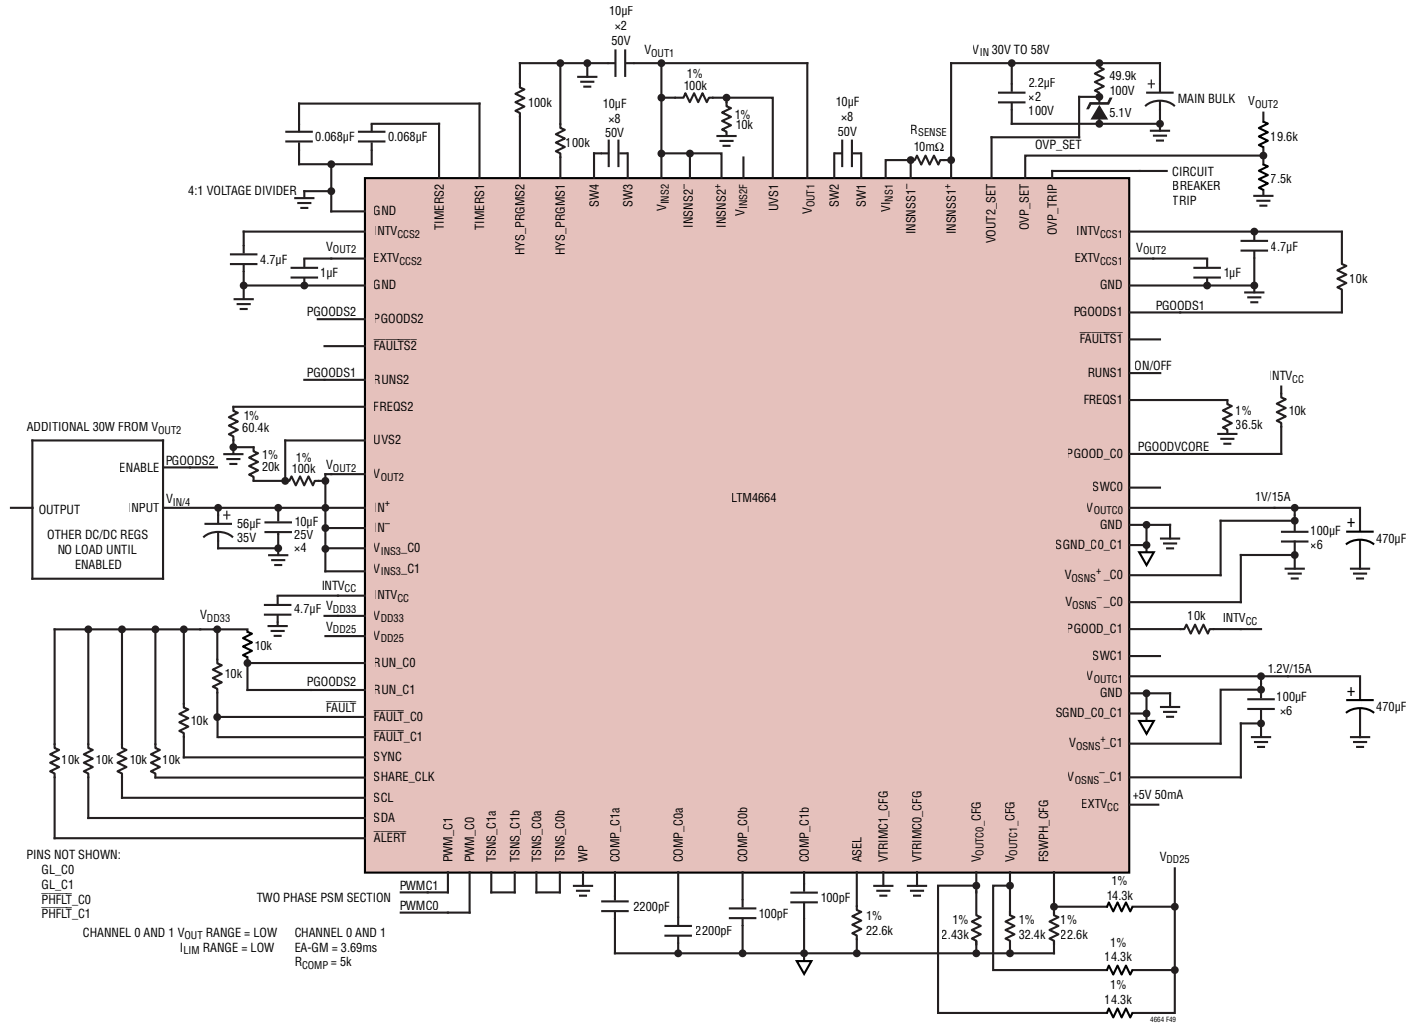 10µF
×2
50V
VOUT1
VIN 30V TO 58V
100k
10µF
×8
50V
100k
1%
100k
1%
10k
10µF
×8
50V
RSENSE
10mΩ
2.2µF
×2
100V
49.9k
100V
5.1V
MAIN BULK
VOUT2
19.6k
7.5k
OVP_SET
CIRCUIT
BREAKER
TRIP
0.068µF
0.068µF
4:1 VOLTAGE DIVIDER
TIMERS2
TIMERS1
HYS_PRGMS2
HYS_PRGMS1
SW4
SW3
VINS2
INSNS2–
INSNS2+
VINS2F
UVS1
VOUT1
SW2
SW1
VINS1
INSNSS1–
INSNSS1+
VOUT2_SET
OVP_SET
OVP_TRIP
GND
INTVCCS2
VOUT2
EXTVCCS2
4.7µF
1µF
GND
PGOODS2
PGOODS2
FAULTS2
PGOODS1
RUNS2
FREQS2
1%
60.4k
UVS2
1%
20k
1%
100k
VOUT2
VOUT2
ADDITIONAL 30W FROM VOUT2
ENABLE
PGOODS2
OUTPUT
INPUT
VIN/4
OTHER DC/DC REGS
NO LOAD UNTIL
ENABLED
56µF
35V
10µF
25V
×4
IN+
IN–
VINS3_C0
VINS3_C1
INTVCC
INTVCC
4.7µF
VDD33
VDD33
VDD25
VDD25
VDD33
10k
RUN_C0
10k
PGOODS2
RUN_C1
FAULT
FAULT_C0
10k
FAULT_C1
SYNC
10k
10k
10k
10k
SHARE_CLK
SCL
SDA
ALERT
LTM4664
INTVCCS1
VOUT2
EXTVCCS1
4.7µF
1µF
10k
GND
PGOODS1
PGOODS1
FAULTS1
RUNS1
ON/OFF
FREQS1
1%
36.5k
INTVCC
10k
PGOOD_C0
PGOODVCORE
SWC0
VOUTC0
1V/15A
GND
SGND_C0_C1
100µF
×6
470µF
VOSNS+_C0
VOSNS–_C0
PGOOD_C1
10k
INTVCC
SWC1
VOUTC1
1.2V/15A
GND
SGND_C0_C1
100µF
×6
470µF
VOSNS+_C1
VOSNS–_C1
EXTVCC
+5V 50mA
PWM_C1
PWM_C0
TSNS_C1a
TSNS_C1b
TSNS_C0a
TSNS_C0b
WP
COMP_C1a
COMP_C0a
COMP_C0b
COMP_C1b
ASEL
VTRIMC1_CFG
VTRIMC0_CFG
VOUTC0_CFG
VOUTC1_CFG
FSWPH_CFG
PINS NOT SHOWN:
GL_C0
GL_C1
PHFLT_C0
PHFLT_C1
TWO PHASE PSM SECTION
PWMC1
PWMC0
CHANNEL 0 AND 1 VOUT RANGE = LOW
ILIM RANGE = LOW
CHANNEL 0 AND 1
EA-GM = 3.69ms
RCOMP = 5k
2200pF
2200pF
100pF
100pF
1%
22.6k
1%
2.43k
1%
32.4k
1%
22.6k
VDD25
1%
14.3k
1%
14.3k
1%
14.3k
4664 F49